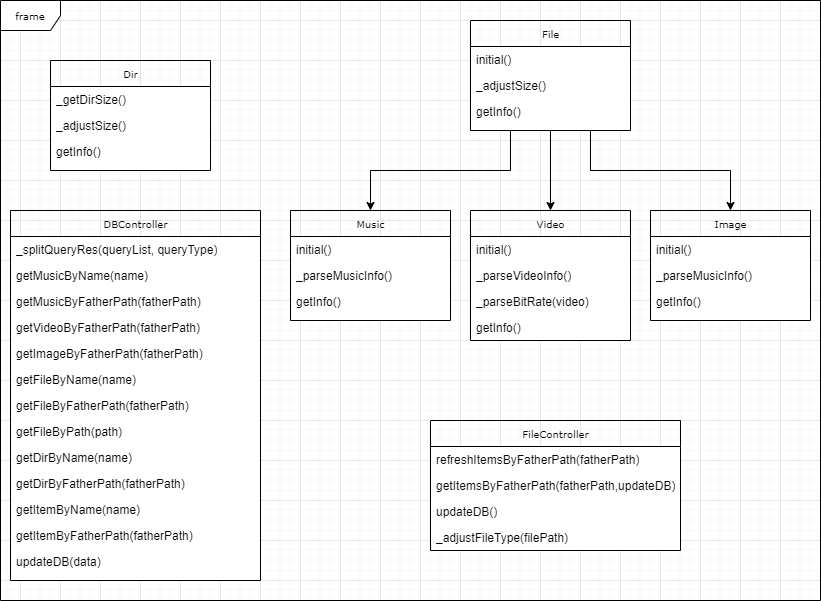 frame
File
initial()
_adjustSize()
getInfo()
Dir
_getDirSize()
_adjustSize()
getInfo()
DBController
_splitQueryRes(queryList, queryType)
getMusicByName(name)
getMusicByFatherPath(fatherPath)
getVideoByFatherPath(fatherPath)
getImageByFatherPath(fatherPath)
getFileByName(name)
getFileByFatherPath(fatherPath)
getFileByPath(path)
getDirByName(name)
getDirByFatherPath(fatherPath)
getItemByName(name)
getItemByFatherPath(fatherPath)
updateDB(data)
Music
initial()
_parseMusicInfo()
getInfo()
Video
initial()
_parseVideoInfo()
_parseBitRate(video)
getInfo()
Image
initial()
_parseMusicInfo()
getInfo()
FileController
refreshItemsByFatherPath(fatherPath)
getItemsByFatherPath(fatherPath,updateDB)
updateDB()
_adjustFileType(filePath)